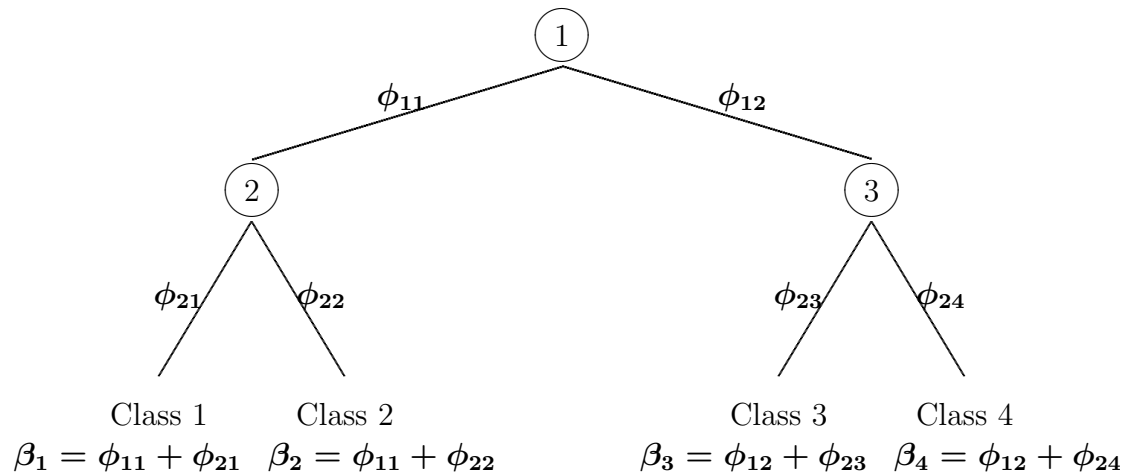 1
ϕ11 ϕ12
2 3
ϕ21 ϕ22 ϕ23 ϕ24
Class 1 Class 2 Class 3 Class 4
β1 = ϕ11 + ϕ21 β2 = ϕ11 + ϕ22 β3 = ϕ12 + ϕ23 β4 = ϕ12 + ϕ24